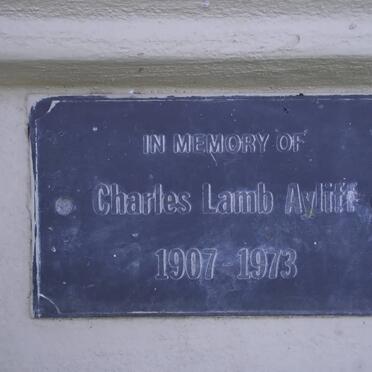 IN MEMORY OF
Charles Lamb Ayliff
1907 1973